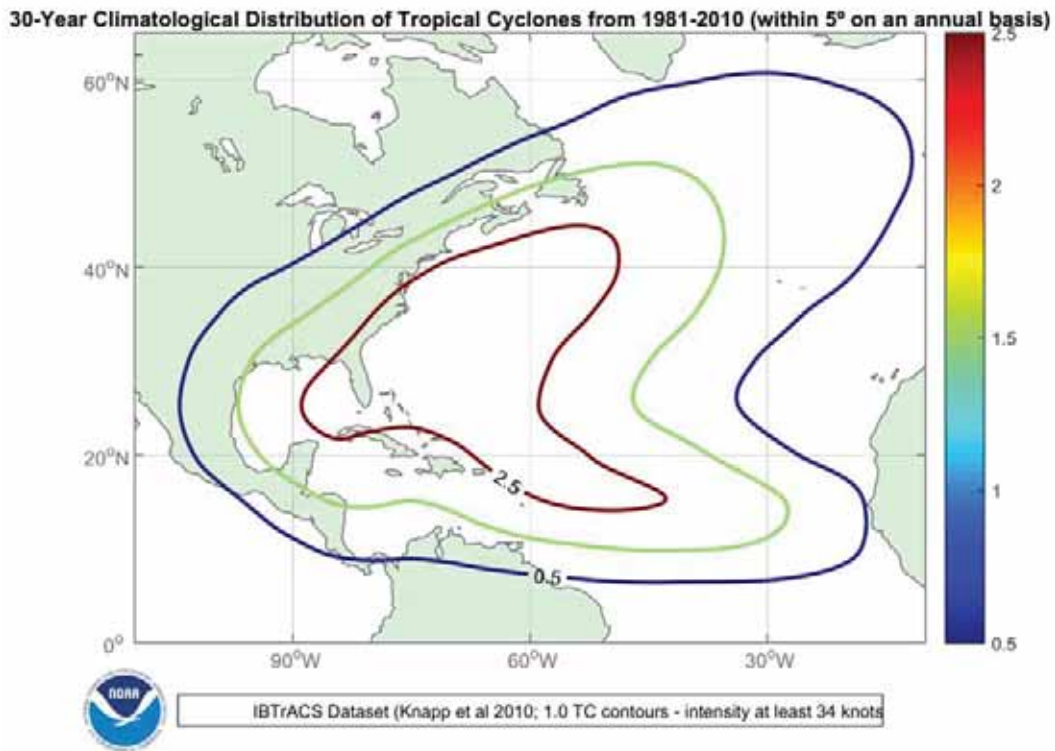 30-Year Climatological Distribution of Tropical Cyclones from 1981-2010 (within 5º on an annual basis)
2.5
60°N
2
40°N
1.5
20°N
2.5
1
0.5
0°
0.5
90°W
60°W
30°W
NOAA
IBTrACS Dataset (Knapp et al 2010; 1.0 TC contours - intensity at least 34 knots